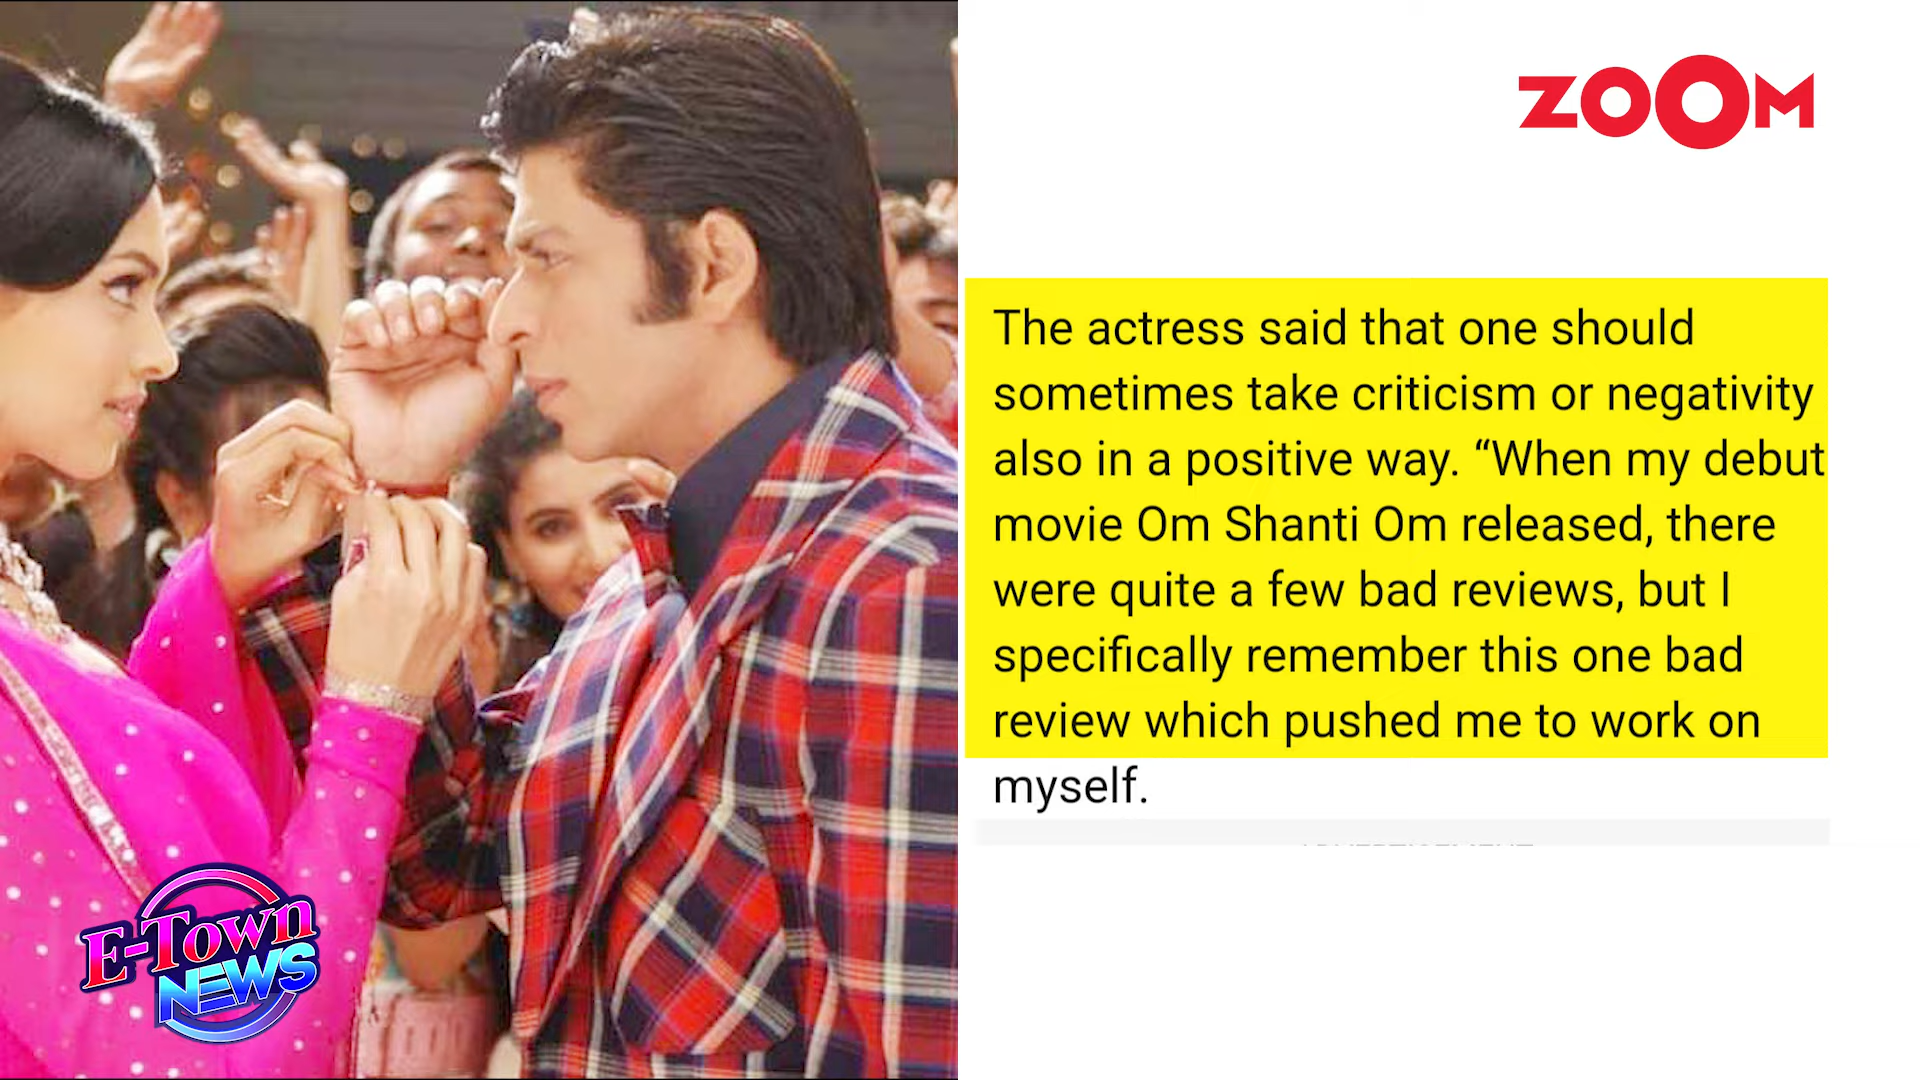 ZOOM
The actress said that one should
sometimes take criticism or negativity
also in a positive way. “When my debut
movie Om Shanti Om released, there
were quite a few bad reviews, but I
specifically remember this one bad
review which pushed me to work on
myself.
E-Town
NEWS